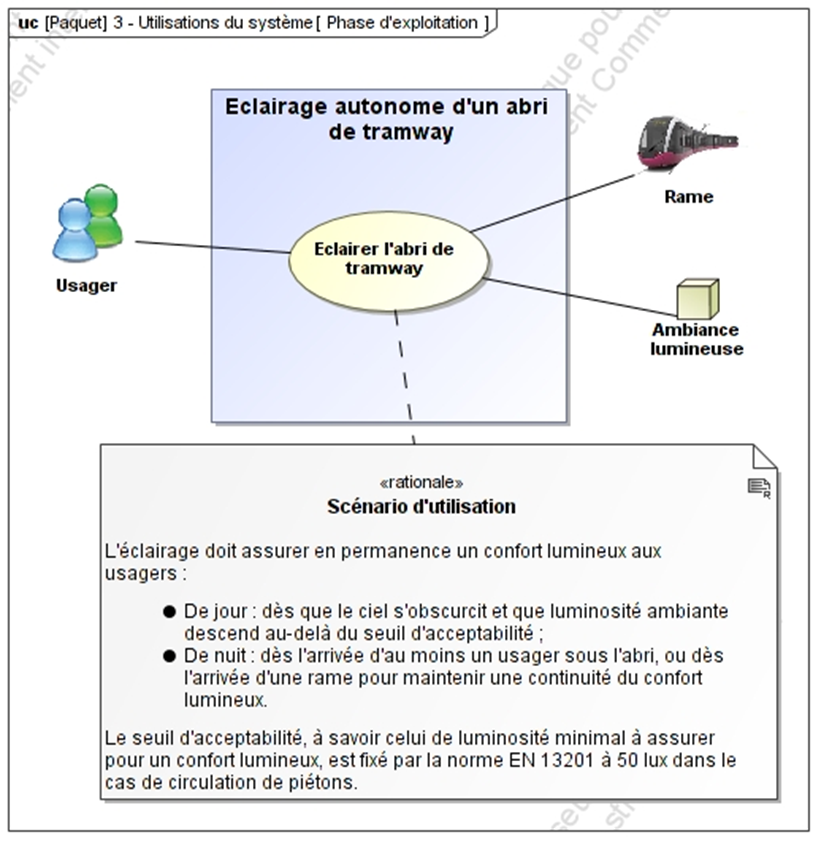 uc [Paquet] 3 - Utilisations du système[ Phase d'exploitation ]
Eclairage autonome d'un abri
de tramway
Usager
Eclairer l'abri de
tramway
Rame
Ambiance
lumineuse
«rationale»
Scénario d'utilisation
L'éclairage doit assurer en permanence un confort lumineux aux
usagers :
● De jour : dès que le ciel s'obscurcit et que luminosité ambiante
descend au-delà du seuil d'acceptabilité ;
● De nuit : dès l'arrivée d'au moins un usager sous l'abri, ou dès
l'arrivée d'une rame pour maintenir une continuité du confort
lumineux.
Le seuil d'acceptabilité, à savoir celui de luminosité minimal à assurer
pour un confort lumineux, est fixé par la norme EN 13201 à 50 lux dans le
cas de circulation de piétons.